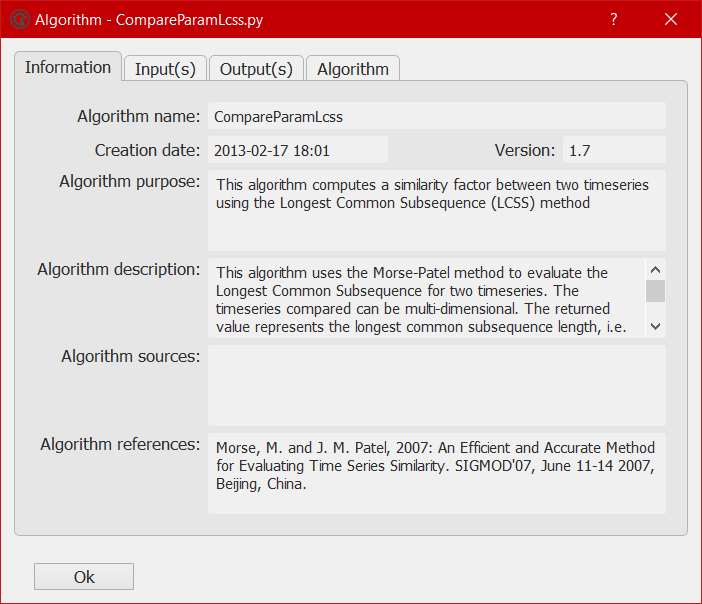 Algorithm - CompareParamLcss.py ?
Information Input(s) Output(s) Algorithm
Algorithm name: CompareParamLcss
Creation date: 2013-02-17 18:01 Version: 1.7
Algorithm purpose: This algorithm computes a similarity factor between two timeseries
using the Longest Common Subsequence (LCSS) method
Algorithm description: This algorithm uses the Morse-Patel method to evaluate the
Longest Common Subsequence for two timeseries. The
timeseries compared can be multi-dimensional. The returned
value represents the longest common subsequence length, i.e.
Algorithm sources:
Algorithm references: Morse, M. and J. M. Patel, 2007: An Efficient and Accurate Method
for Evaluating Time Series Similarity. SIGMOD'07, June 11-14 2007,
Beijing, China.
Ok